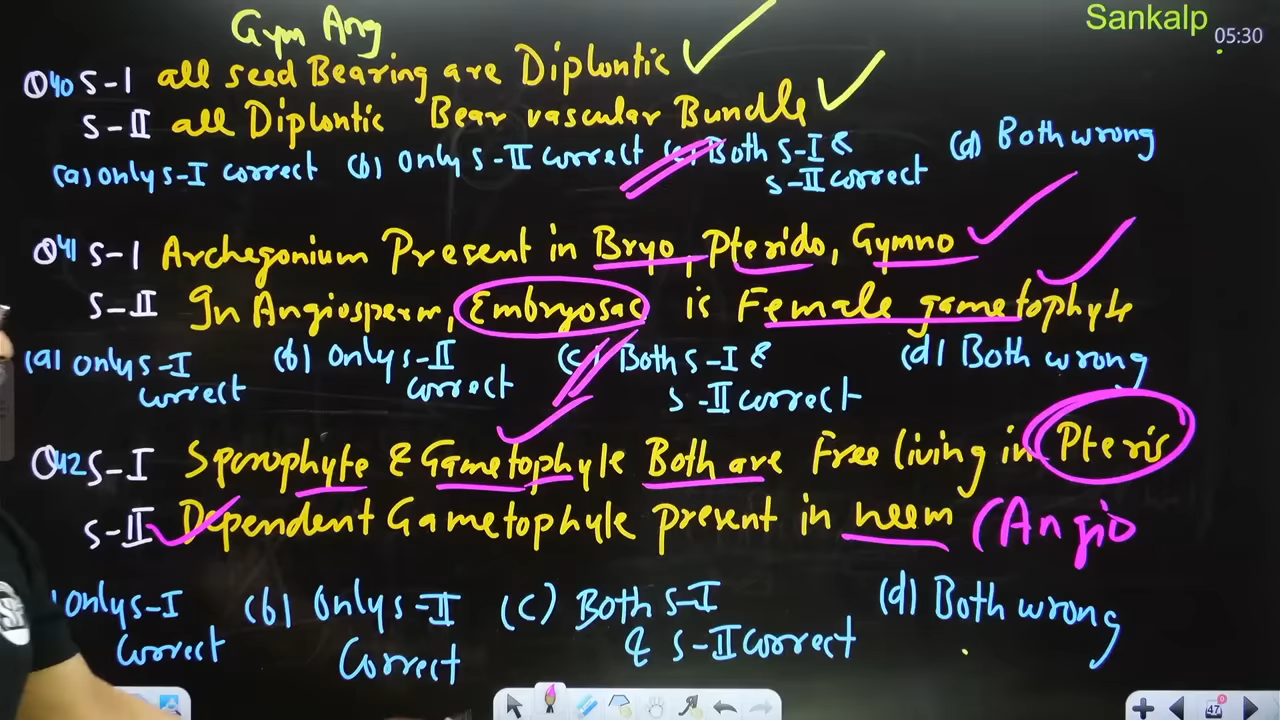 Gym Ang
Sankalp
05:30
Q40 S-I all seed Bearing are Diplontic
S-II all Diplontic Bear vascular Bundle
(a) only S-I correct (b) only S-II correct (c) Both S-I & S-II correct (d) Both wrong
Q41 S-I Archegonium Present in Bryo, Pterido, Gymno
S-II In Angiosperm, Embryosac is Female gametophyte
(a) only S-I correct (b) only S-II correct (c) Both S-I & S-II correct (d) Both wrong
Q42 S-I Sporophyte & Gametophyte Both are Free living in Pteris
S-II Dependent Gametophyte present in neem (Angio
only S-I correct (b) only S-II correct (c) Both S-I & S-II correct (d) Both wrong
47